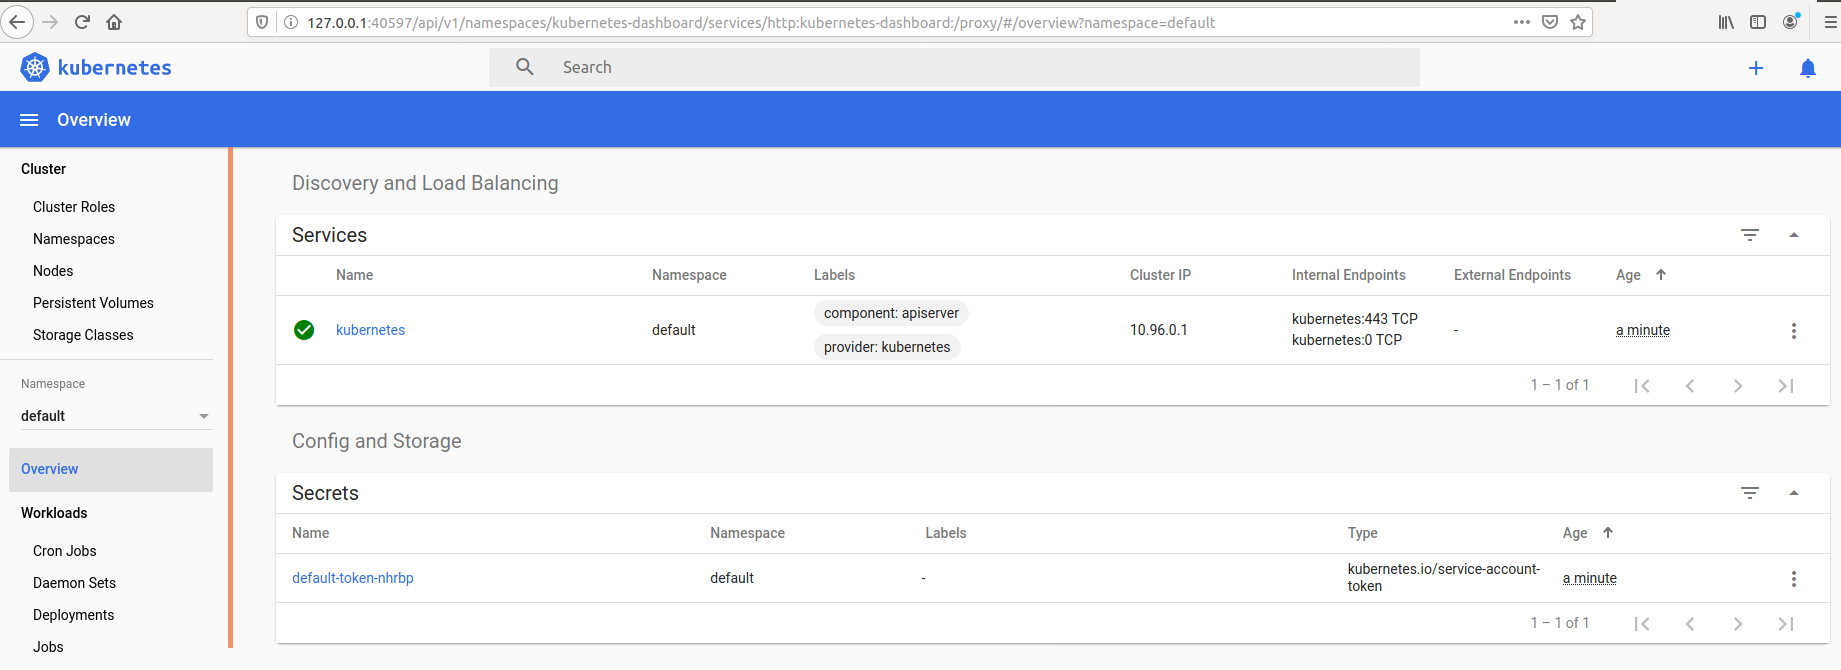 127.0.0.1:40597/api/v1/namespaces/kubernetes-dashboard/services/http:kubernetes-dashboard:/proxy/#/overview?namespace=default
kubernetes
Search
Overview
Cluster
Cluster Roles
Namespaces
Nodes
Persistent Volumes
Storage Classes
Namespace
default
Overview
Workloads
Cron Jobs
Daemon Sets
Deployments
Jobs
Discovery and Load Balancing
Services
Name Namespace Labels Cluster IP Internal Endpoints External Endpoints Age
kubernetes default component: apiserver provider: kubernetes 10.96.0.1 kubernetes:443 TCP kubernetes:0 TCP - a minute
1 – 1 of 1
Config and Storage
Secrets
Name Namespace Labels Type Age
default-token-nhrbp default - kubernetes.io/service-account-token a minute
1 – 1 of 1